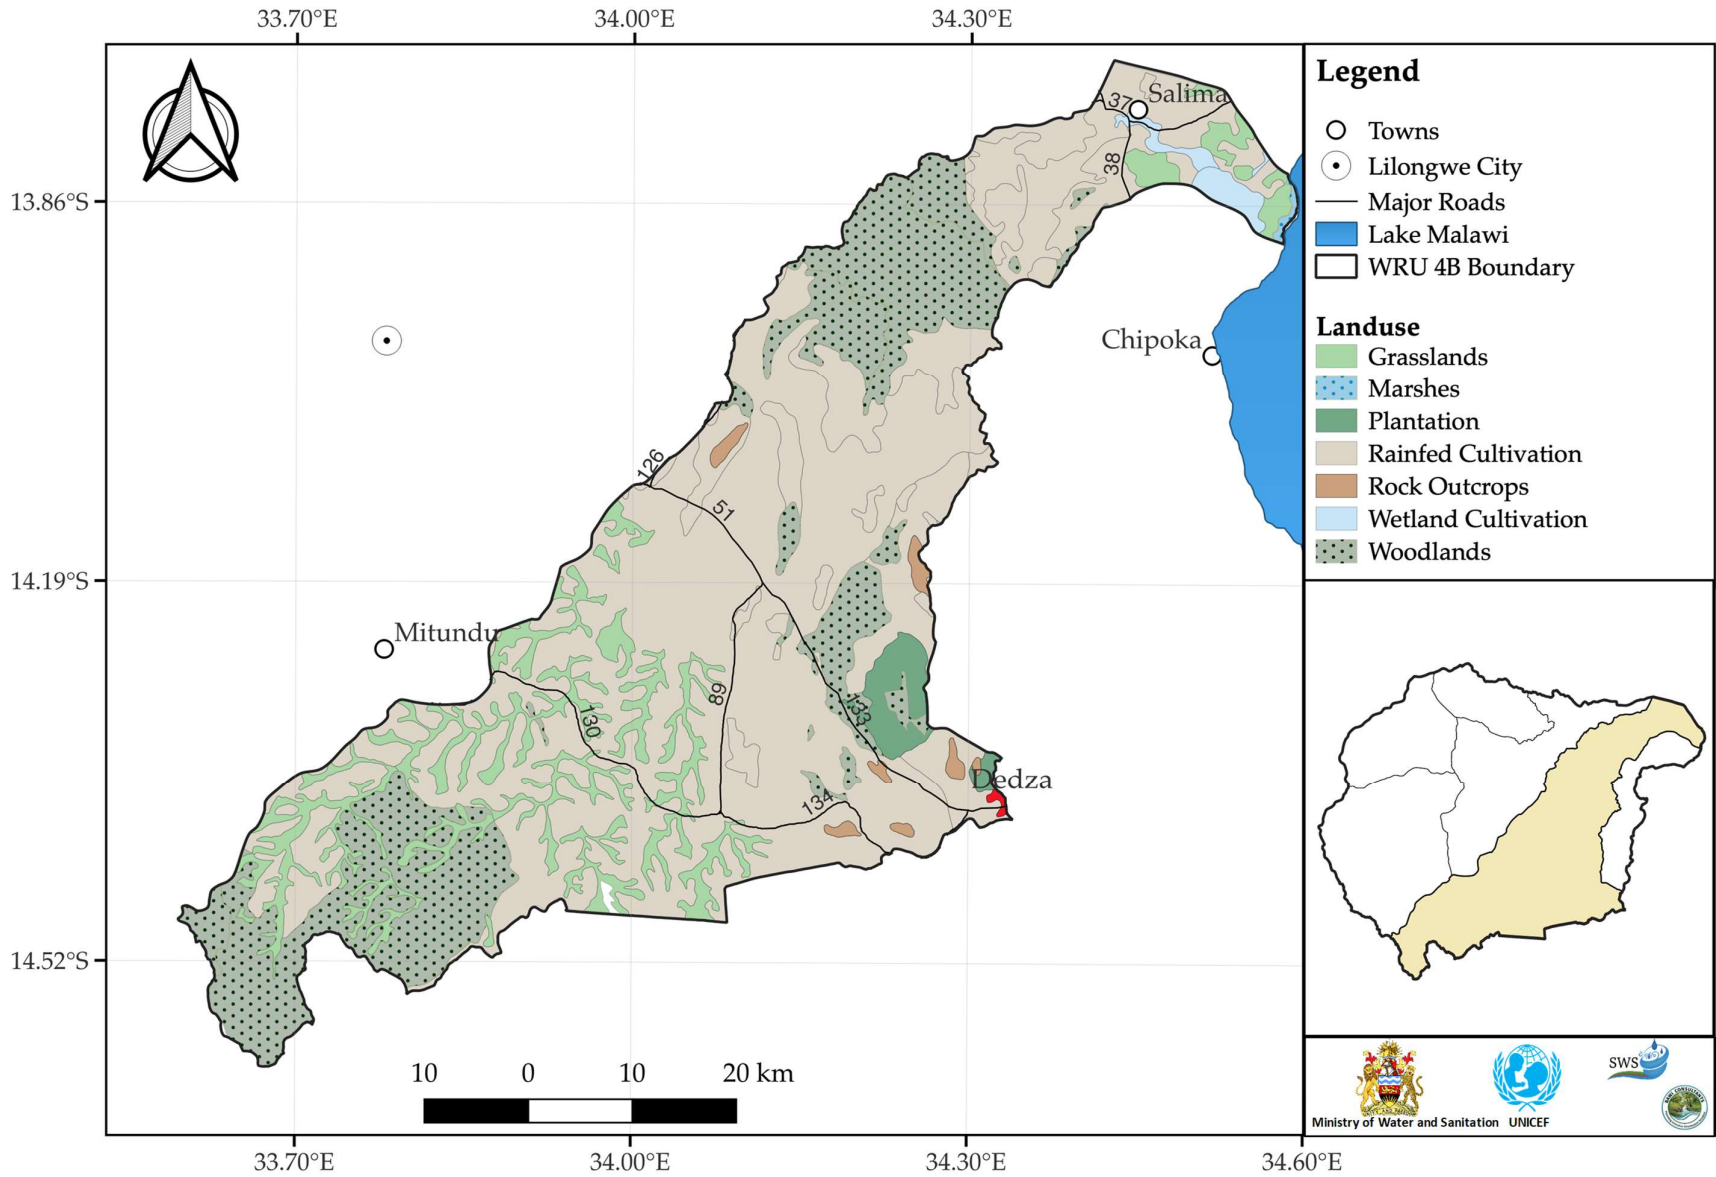 33.70°E
34.00°E
34.30°E
13.86°S
14.19°S
14.52°S
A37
Salima
38
Chipoka
126
51
Mitundu
89
130
133
134
Dedza
10 0 10 20 km
33.70°E
34.00°E
34.30°E
34.60°E
Legend
Towns
Lilongwe City
Major Roads
Lake Malawi
WRU 4B Boundary
Landuse
Grasslands
Marshes
Plantation
Rainfed Cultivation
Rock Outcrops
Wetland Cultivation
Woodlands
SWS
Ministry of Water and Sanitation
UNICEF